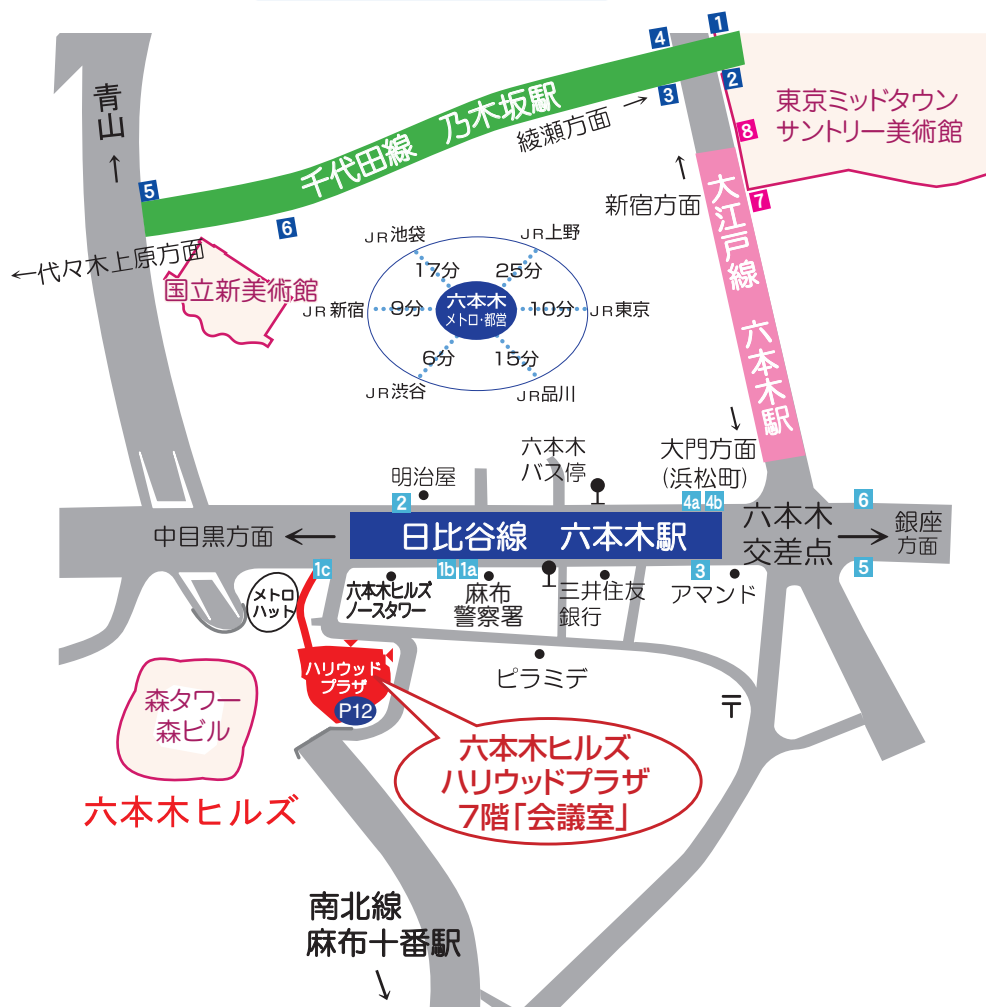 1
4
2
3
青山
千代田線 乃木坂駅
綾瀬方面
東京ミッドタウン
サントリー美術館
8
7
5
6
新宿方面
大江戸線 六本木駅
←代々木上原方面
国立新美術館
JR池袋
JR上野
17分
25分
JR新宿
9分
六本木
メトロ・都営
10分
JR東京
6分
15分
JR渋谷
JR品川
大門方面
(浜松町)
六本木
バス停
明治屋
2
4a
4b
6
中目黒方面
日比谷線 六本木駅
六本木
交差点
銀座
方面
1c
1b
1a
3
5
メトロ
ハット
六本木ヒルズ
ノースタワー
麻布
警察署
三井住友
銀行
アマンド
ハリウッド
プラザ
P12
ピラミデ
〒
森タワー
森ビル
六本木ヒルズ
六本木ヒルズ
ハリウッドプラザ
7階「会議室」
南北線
麻布十番駅